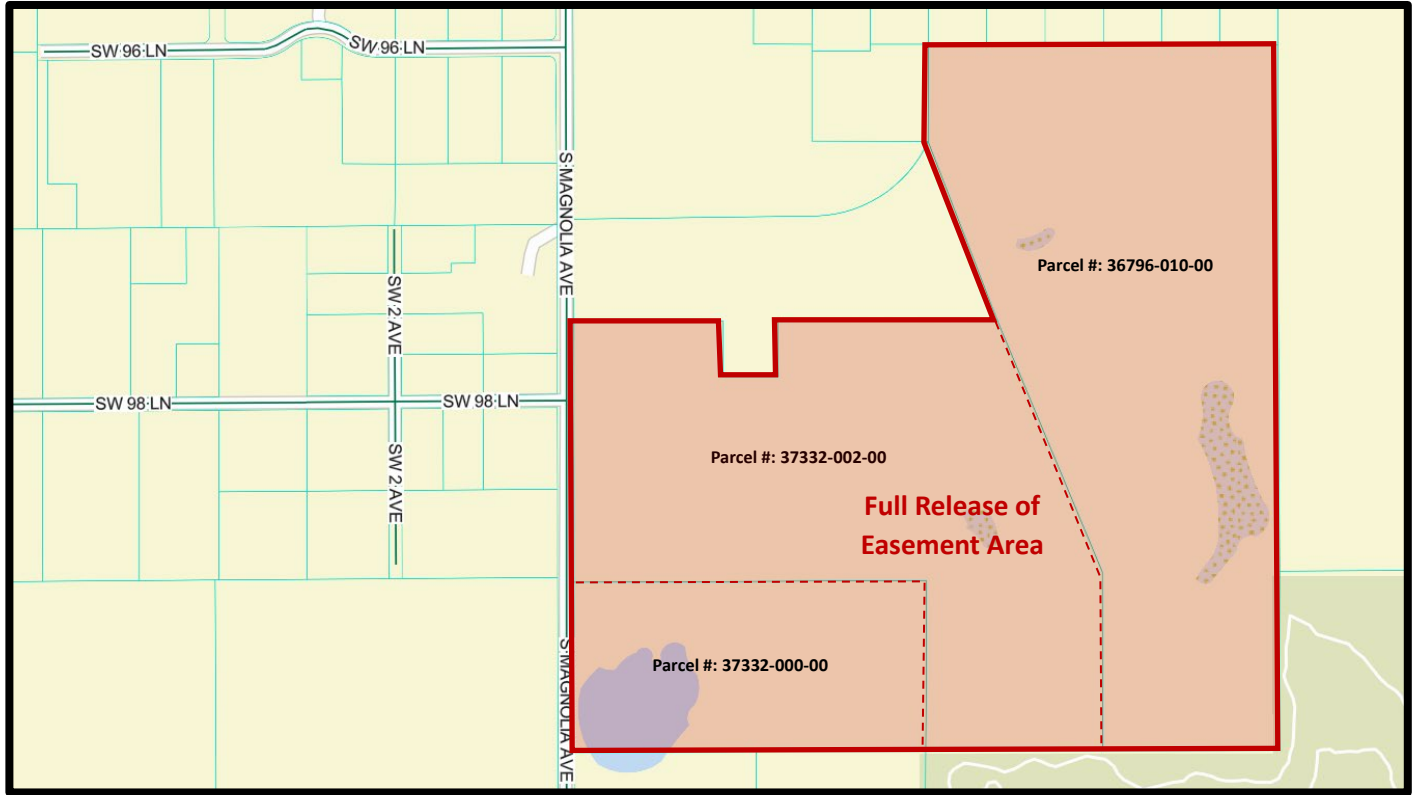 SW 96 LN
SW 96 LN
S MAGNOLIA AVE
Parcel #: 36796-010-00
SW 2 AVE
SW 98 LN
SW 98 LN
SW 2 AVE
Parcel #: 37332-002-00
Full Release of
Easement Area
S MAGNOLIA AVE
Parcel #: 37332-000-00